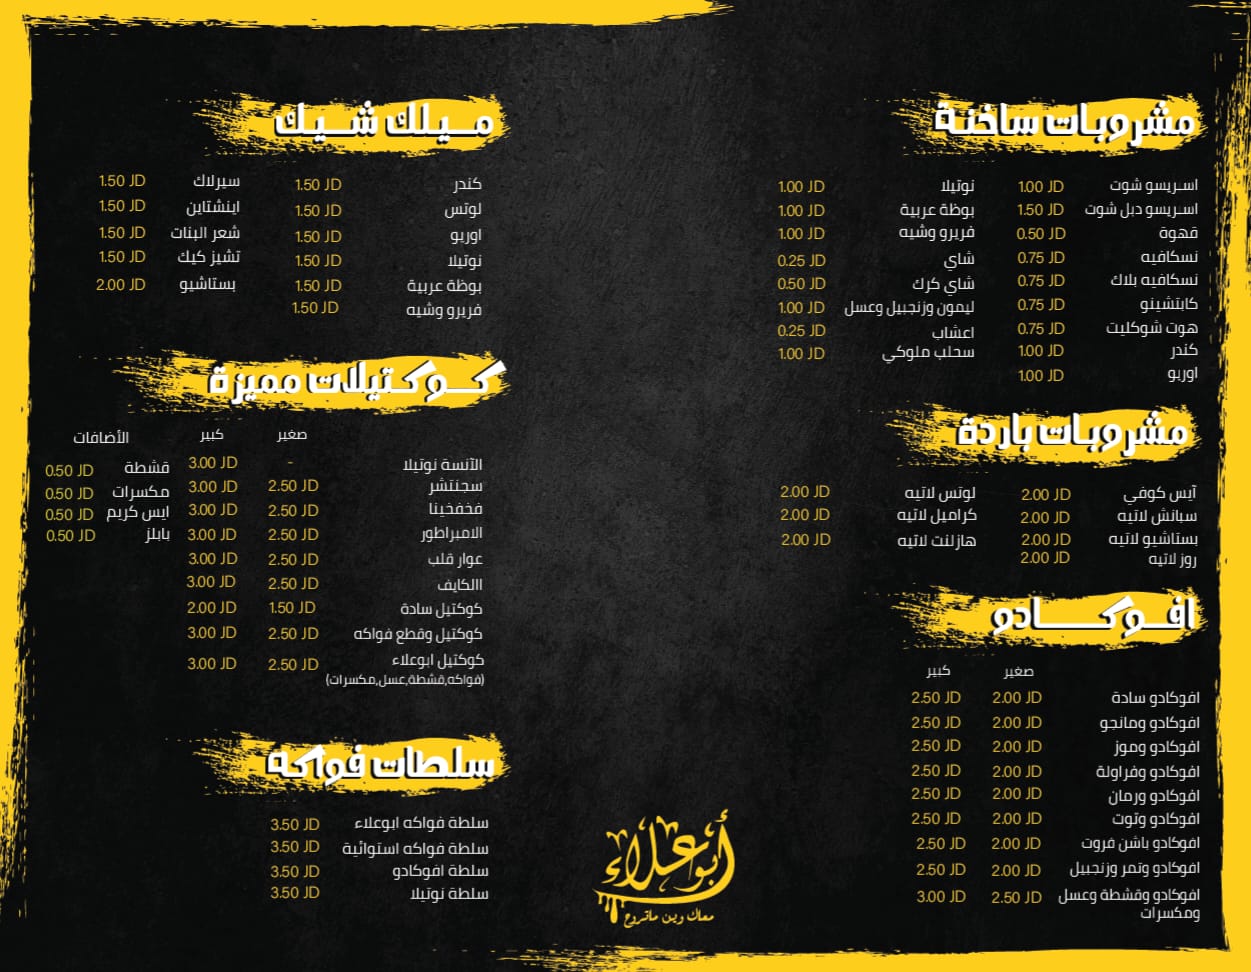 مشروبات ساخنة
اسبريسو شوت 1.00 JD
اسبريسو دبل شوت 1.50 JD
قهوة 0.50 JD
نسكافيه 0.75 JD
نسكافيه بلاك 0.75 JD
كابتشينو 0.75 JD
هوت شوكليت 0.75 JD
كندر 1.00 JD
اوريو 1.00 JD
نوتيلا 1.00 JD
بوظة عربية 1.00 JD
فريرو وشيه 1.00 JD
شاي 0.25 JD
شاي كرك 0.50 JD
ليمون وزنجبيل وعسل 1.00 JD
اعشاب 0.25 JD
سحلب ملوكي 1.00 JD
مشروبات باردة
آيس كوفي 2.00 JD
سبانش لاتيه 2.00 JD
بستاشيو لاتيه 2.00 JD
روز لاتيه 2.00 JD
لوتس لاتيه 2.00 JD
كراميل لاتيه 2.00 JD
هازلنت لاتيه 2.00 JD
افوكادو
صغير كبير
افوكادو سادة 2.00 JD 2.50 JD
افوكادو ومانجو 2.00 JD 2.50 JD
افوكادو وموز 2.00 JD 2.50 JD
افوكادو وفراولة 2.00 JD 2.50 JD
افوكادو ورمان 2.00 JD 2.50 JD
افوكادو وتوت 2.00 JD 2.50 JD
افوكادو باشن فروت 2.00 JD 2.50 JD
افوكادو وتمر وزنجبيل 2.00 JD 2.50 JD
افوكادو وقشطة وعسل 2.50 JD 3.00 JD
ومكسرات
ميلك شيك
كندر 1.50 JD
لوتس 1.50 JD
اوريو 1.50 JD
نوتيلا 1.50 JD
بوظة عربية 1.50 JD
فريرو وشيه 1.50 JD
سيرلاك 1.50 JD
اينشتاين 1.50 JD
شعر البنات 1.50 JD
تشيز كيك 1.50 JD
بستاشيو 2.00 JD
كوكتيلات مميزة
صغير كبير
الآنسة نوتيلا - 3.00 JD
سجنتشر 2.50 JD 3.00 JD
فخفخينا 2.50 JD 3.00 JD
الامبراطور 2.50 JD 3.00 JD
عوار قلب 2.50 JD 3.00 JD
االكايف 2.50 JD 3.00 JD
كوكتيل سادة 1.50 JD 2.00 JD
كوكتيل وقطع فواكه 2.50 JD 3.00 JD
كوكتيل ابوعلاء 2.50 JD 3.00 JD
(فواكه,قشطة,عسل,مكسرات)
الأضافات
قشطة 0.50 JD
مكسرات 0.50 JD
ايس كريم 0.50 JD
بابلز 0.50 JD
سلطات فواكه
سلطة فواكه ابوعلاء 3.50 JD
سلطة فواكه استوائية 3.50 JD
سلطة افوكادو 3.50 JD
سلطة نوتيلا 3.50 JD
أبو علاء
معاك وين ماتروح